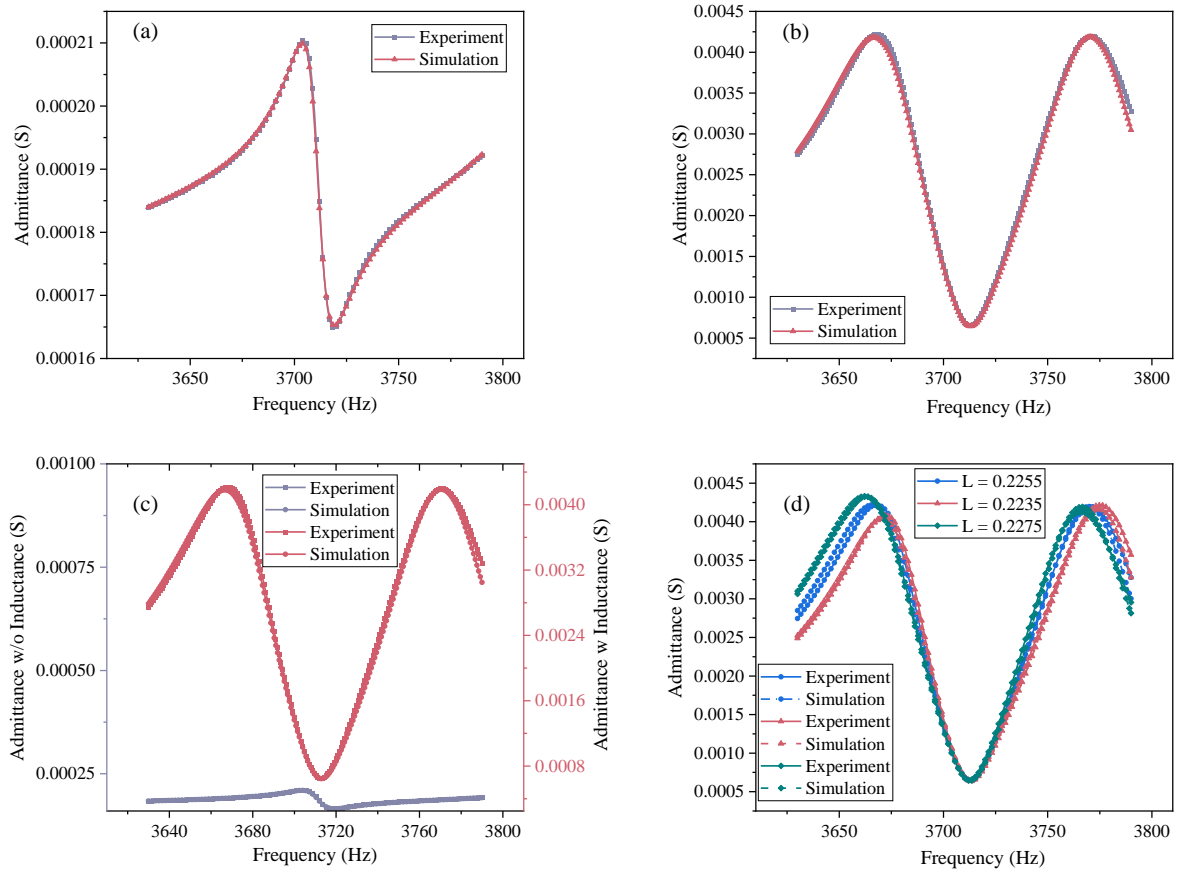 (a)
Experiment
Simulation
0.00021
0.00020
0.00019
0.00018
0.00017
0.00016
Admittance (S)
3650 3700 3750 3800
Frequency (Hz)
(b)
Experiment
Simulation
0.0045
0.0040
0.0035
0.0030
0.0025
0.0020
0.0015
0.0010
0.0005
Admittance (S)
3650 3700 3750 3800
Frequency (Hz)
(c)
Experiment
Simulation
Experiment
Simulation
0.00100
0.00075
0.00050
0.00025
Admittance w/o Inductance (S)
0.0040
0.0032
0.0024
0.0016
0.0008
Admittance w Inductance (S)
3640 3680 3720 3760 3800
Frequency (Hz)
(d)
L = 0.2255
L = 0.2235
L = 0.2275
Experiment
Simulation
Experiment
Simulation
Experiment
Simulation
0.0045
0.0040
0.0035
0.0030
0.0025
0.0020
0.0015
0.0010
0.0005
Admittance (S)
3650 3700 3750 3800
Frequency (Hz)